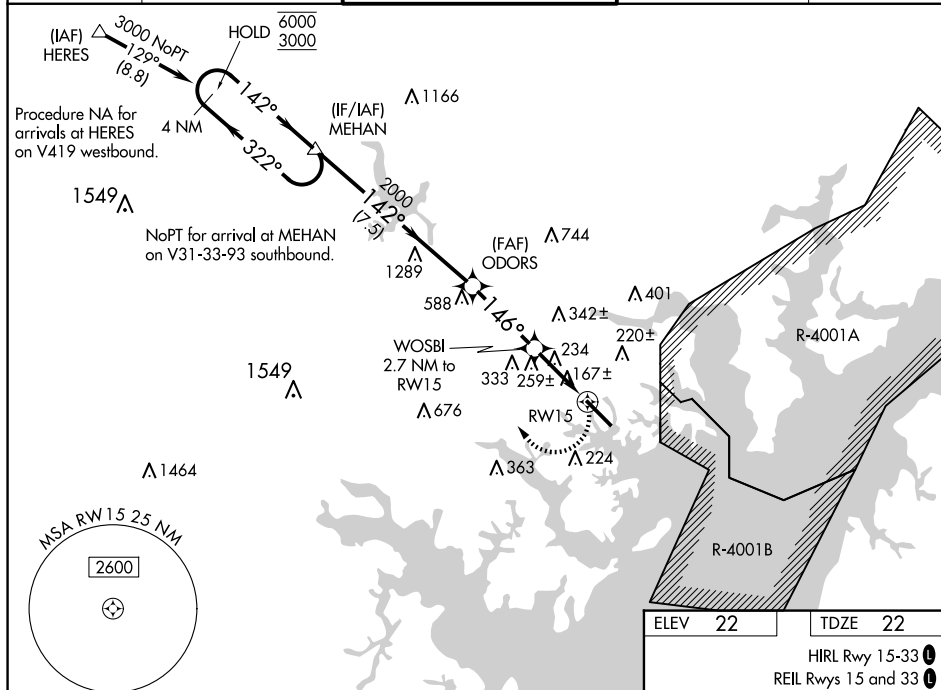 (IAF)
HERES
3000 NoPT
129°
(8.8)
HOLD
6000
3000
142°
(IF/IAF)
MEHAN
1166
Procedure NA for
arrivals at HERES
on V419 westbound.
4 NM
322°
1549
2000
142°
(7.5)
NoPT for arrival at MEHAN
on V31-33-93 southbound.
(FAF)
ODORS
744
1289
588
146°
401
342±
220±
R-4001A
WOSBI
2.7 NM to
RW15
234
333
259±
167±
1549
676
RW15
1464
363
224
MSA RW15 25 NM
2600
R-4001B
ELEV 22
TDZE 22
HIRL Rwy 15-33 L
REIL Rwys 15 and 33 L